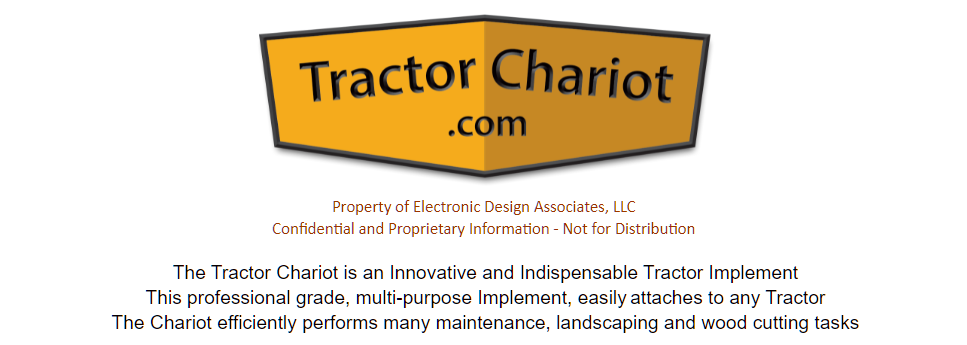 Tractor Chariot
.com
Property of Electronic Design Associates, LLC
Confidential and Proprietary Information - Not for Distribution
The Tractor Chariot is an Innovative and Indispensable Tractor Implement
This professional grade, multi-purpose Implement, easily attaches to any Tractor
The Chariot efficiently performs many maintenance, landscaping and wood cutting tasks